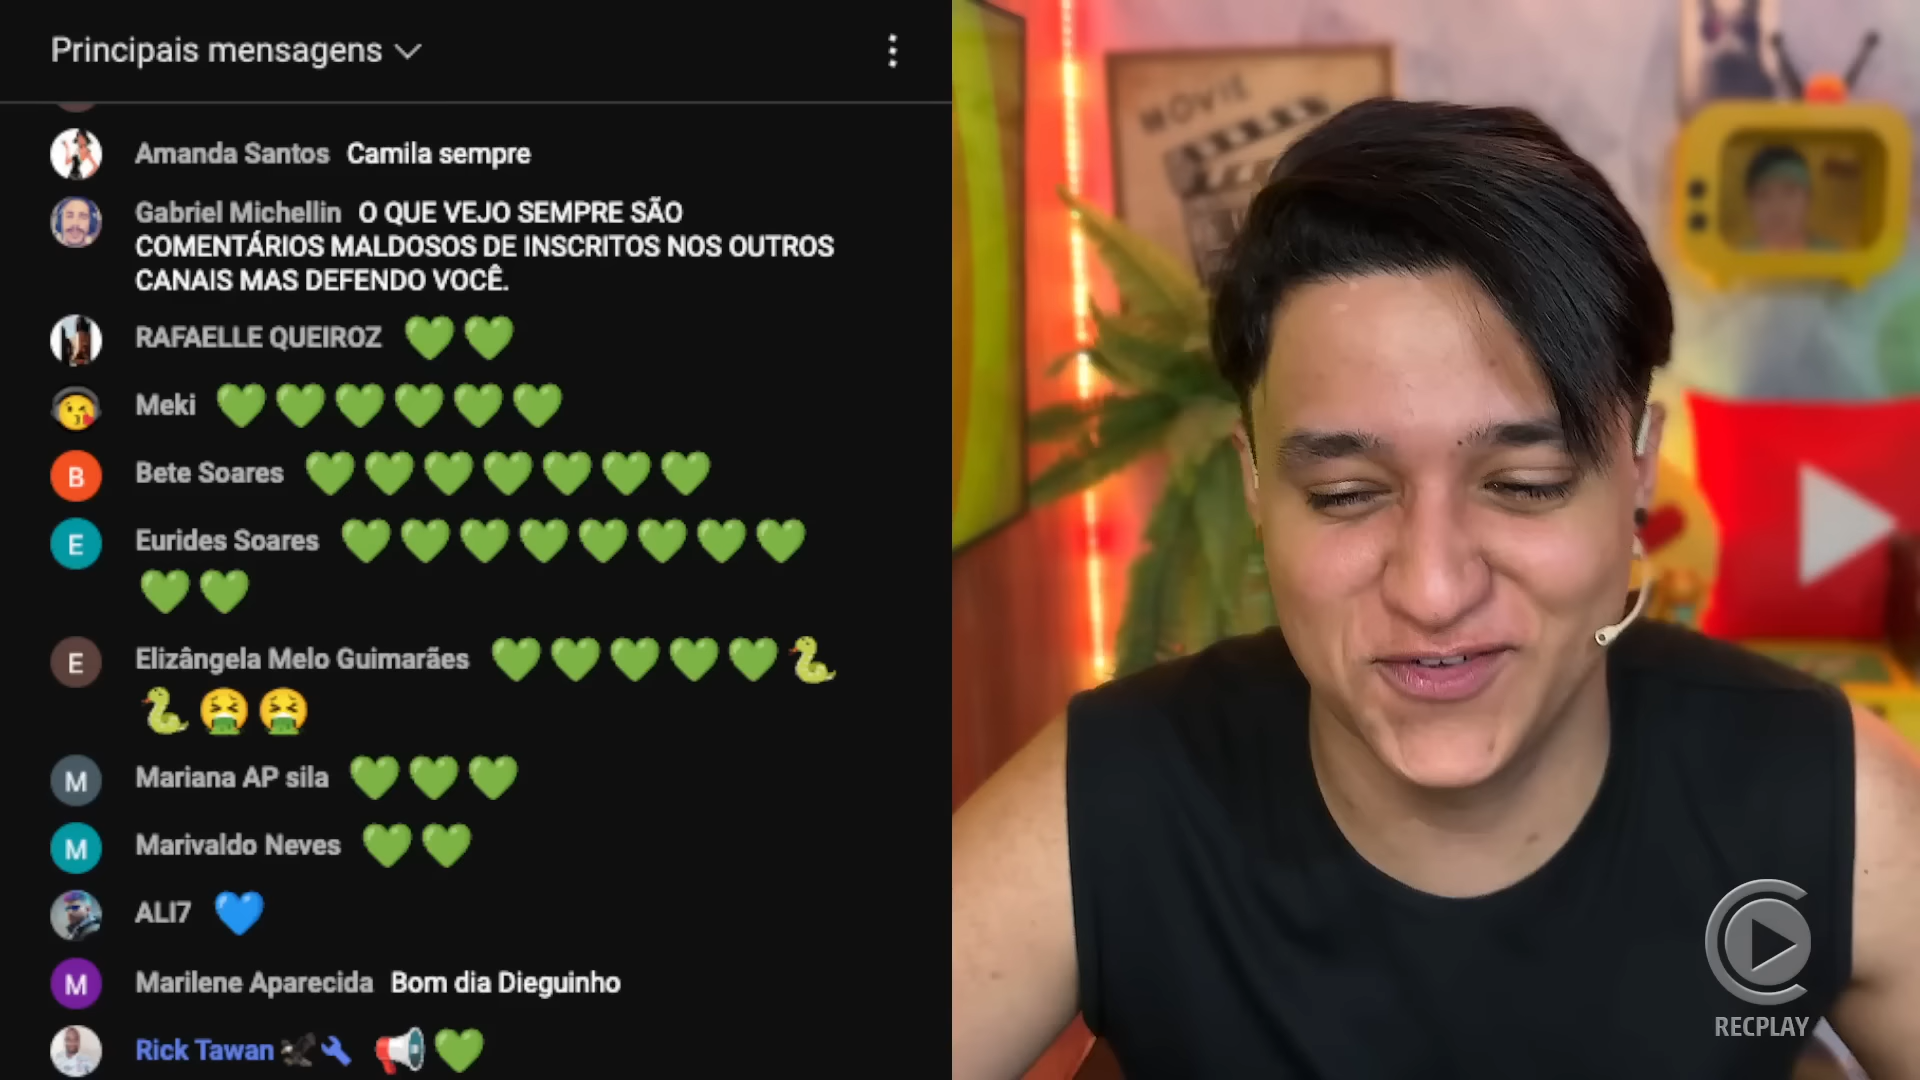 Principais mensagens
Amanda Santos Camila sempre
Gabriel Michellin O QUE VEJO SEMPRE SÃO
COMENTÁRIOS MALDOSOS DE INSCRITOS NOS OUTROS
CANAIS MAS DEFENDO VOCÊ.
RAFAELLE QUEIROZ 💚💚
Meki 💚💚💚💚💚💚
B Bete Soares 💚💚💚💚💚💚💚
E Eurides Soares 💚💚💚💚💚💚💚💚
💚💚
E Elizângela Melo Guimarães 💚💚💚💚💚🐍
🐍🤮🤮
M Mariana AP sila 💚💚💚
M Marivaldo Neves 💚💚
ALI7 💙
M Marilene Aparecida Bom dia Dieguinho
Rick Tawan 📢💚
MOVIE
RECPLAY